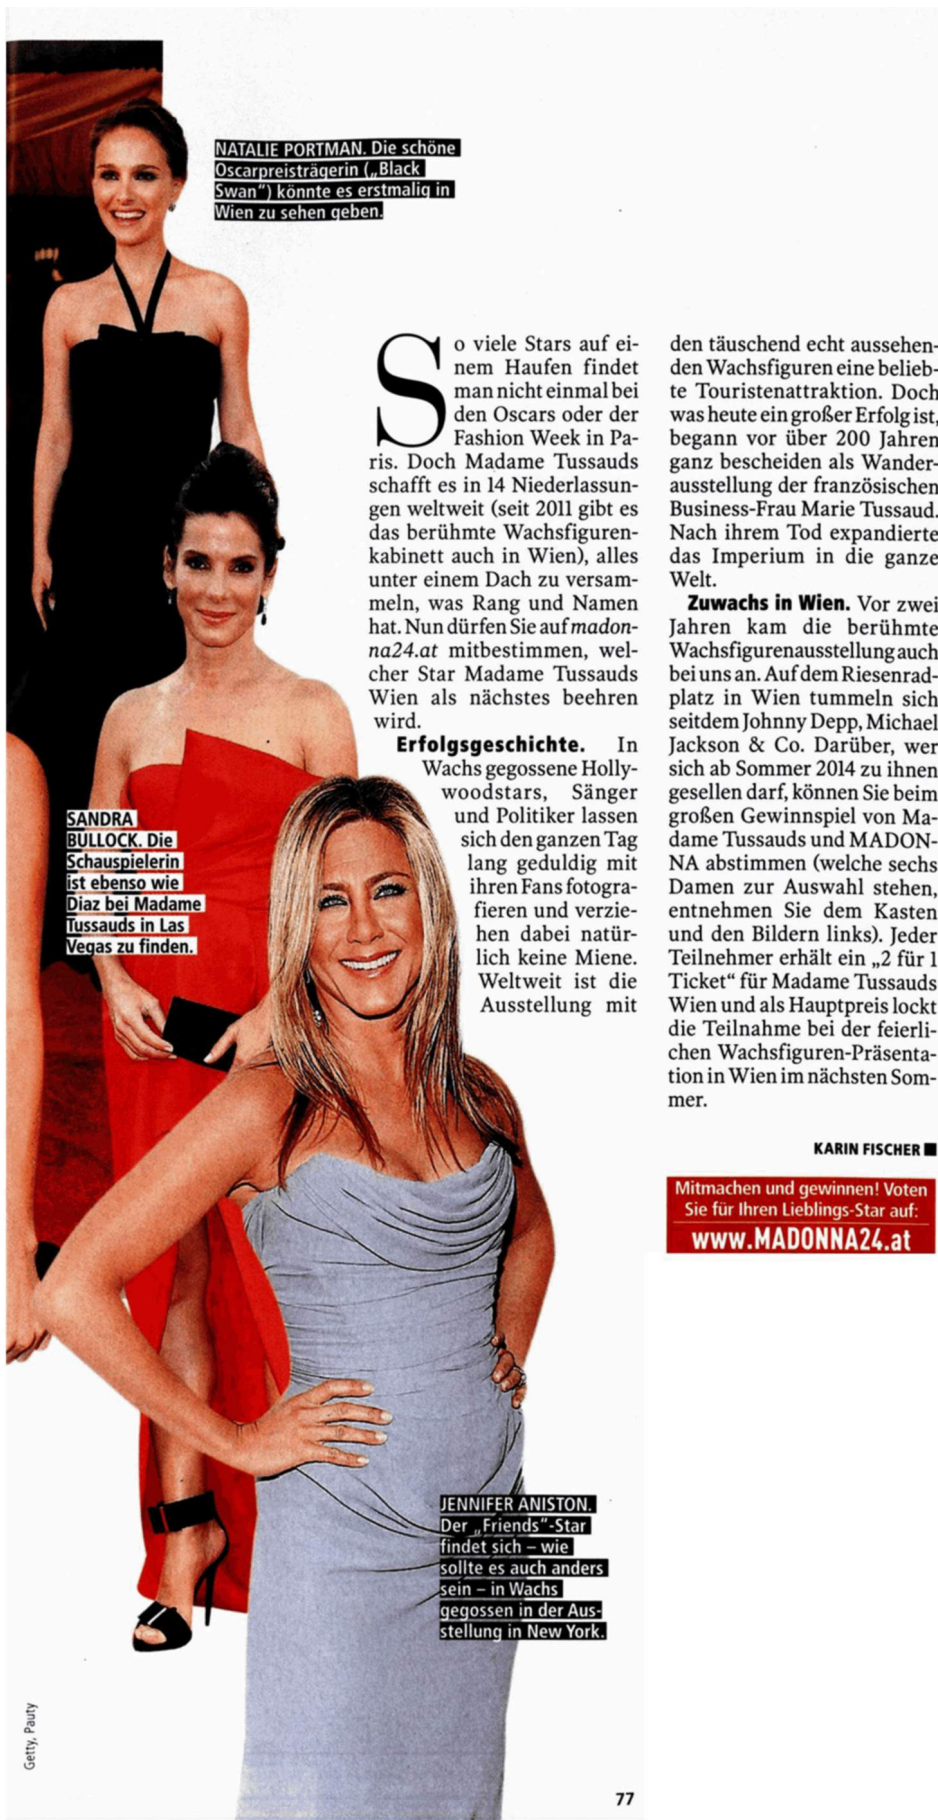 NATALIE PORTMAN. Die schöne
Oscarpreisträgerin („Black
Swan“) könnte es erstmalig in
Wien zu sehen geben.
So viele Stars auf ei-
nem Haufen findet
man nicht einmal bei
den Oscars oder der
Fashion Week in Pa-
ris. Doch Madame Tussauds
schafft es in 14 Niederlassun-
gen weltweit (seit 2011 gibt es
das berühmte Wachsfiguren-
kabinett auch in Wien), alles
unter einem Dach zu versam-
meln, was Rang und Namen
hat. Nun dürfen Sie auf madon-
na24.at mitbestimmen, wel-
cher Star Madame Tussauds
Wien als nächstes beehren
wird.
Erfolgsgeschichte. In
Wachs gegossene Holly-
woodstars, Sänger
und Politiker lassen
sich den ganzen Tag
lang geduldig mit
ihren Fans fotogra-
fieren und verzie-
hen dabei natür-
lich keine Miene.
Weltweit ist die
Ausstellung mit
den täuschend echt aussehen-
den Wachsfiguren eine belieb-
te Touristenattraktion. Doch
was heute ein großer Erfolg ist,
begann vor über 200 Jahren
ganz bescheiden als Wander-
ausstellung der französischen
Business-Frau Marie Tussaud.
Nach ihrem Tod expandierte
das Imperium in die ganze
Welt.
Zuwachs in Wien. Vor zwei
Jahren kam die berühmte
Wachsfigurenausstellung auch
bei uns an. Auf dem Riesenrad-
platz in Wien tummeln sich
seitdem Johnny Depp, Michael
Jackson & Co. Darüber, wer
sich ab Sommer 2014 zu ihnen
gesellen darf, können Sie beim
großen Gewinnspiel von Ma-
dame Tussauds und MADON-
NA abstimmen (welche sechs
Damen zur Auswahl stehen,
entnehmen Sie dem Kasten
und den Bildern links). Jeder
Teilnehmer erhält ein „2 für 1
Ticket“ für Madame Tussauds
Wien und als Hauptpreis lockt
die Teilnahme bei der feierli-
chen Wachsfiguren-Präsenta-
tion in Wien im nächsten Som-
mer.
KARIN FISCHER
Mitmachen und gewinnen! Voten
Sie für Ihren Lieblings-Star auf:
www.MADONNA24.at
SANDRA
BULLOCK. Die
Schauspielerin
ist ebenso wie
Diaz bei Madame
Tussauds in Las
Vegas zu finden.
JENNIFER ANISTON.
Der „Friends“-Star
findet sich – wie
sollte es auch anders
sein – in Wachs
gegossen in der Aus-
stellung in New York.
Getty, Pauty
77